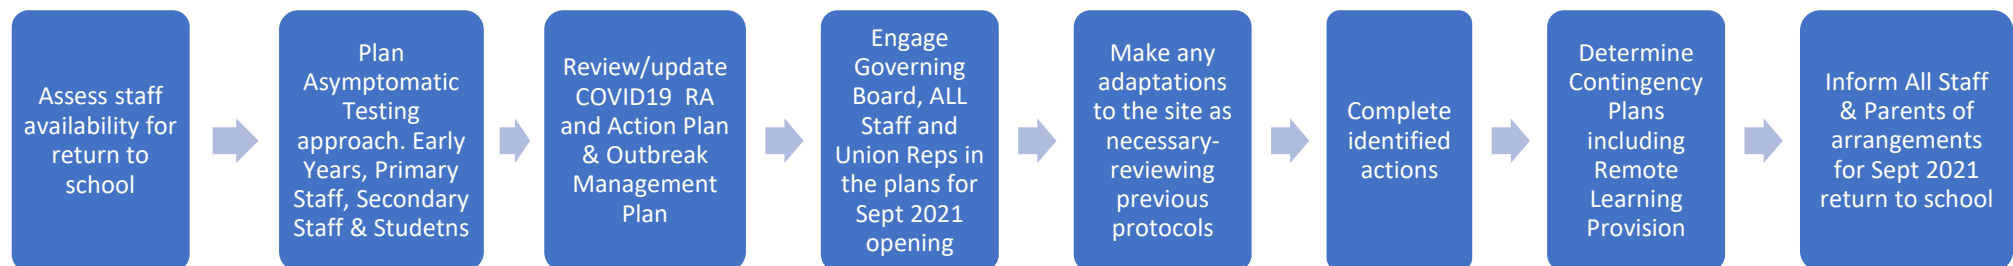 Assess staff
availability for
return to
school
Plan
Asymptomatic
Testing
approach. Early
Years, Primary
Staff, Secondary
Staff & Studetns
Review/update
COVID19 RA
and Action Plan
& Outbreak
Management
Plan
Engage
Governing
Board, ALL
Staff and
Union Reps in
the plans for
Sept 2021
opening
Make any
adaptations
to the site as
necessary-
reviewing
previous
protocols
Complete
identified
actions
Determine
Contingency
Plans
including
Remote
Learning
Provision
Inform All Staff
& Parents of
arrangements
for Sept 2021
return to school